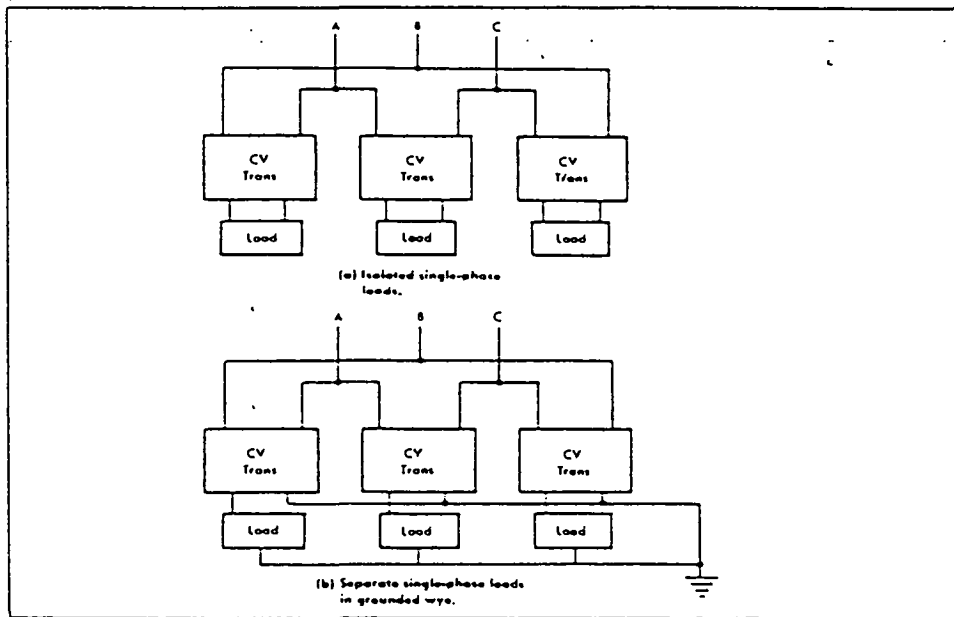 A B C
CV Trans
CV Trans
CV Trans
Load
Load
Load
(a) Isolated single-phase
loads.
A B C
CV Trans
CV Trans
CV Trans
Load
Load
Load
(b) Separate single-phase loads
in grounded wye.